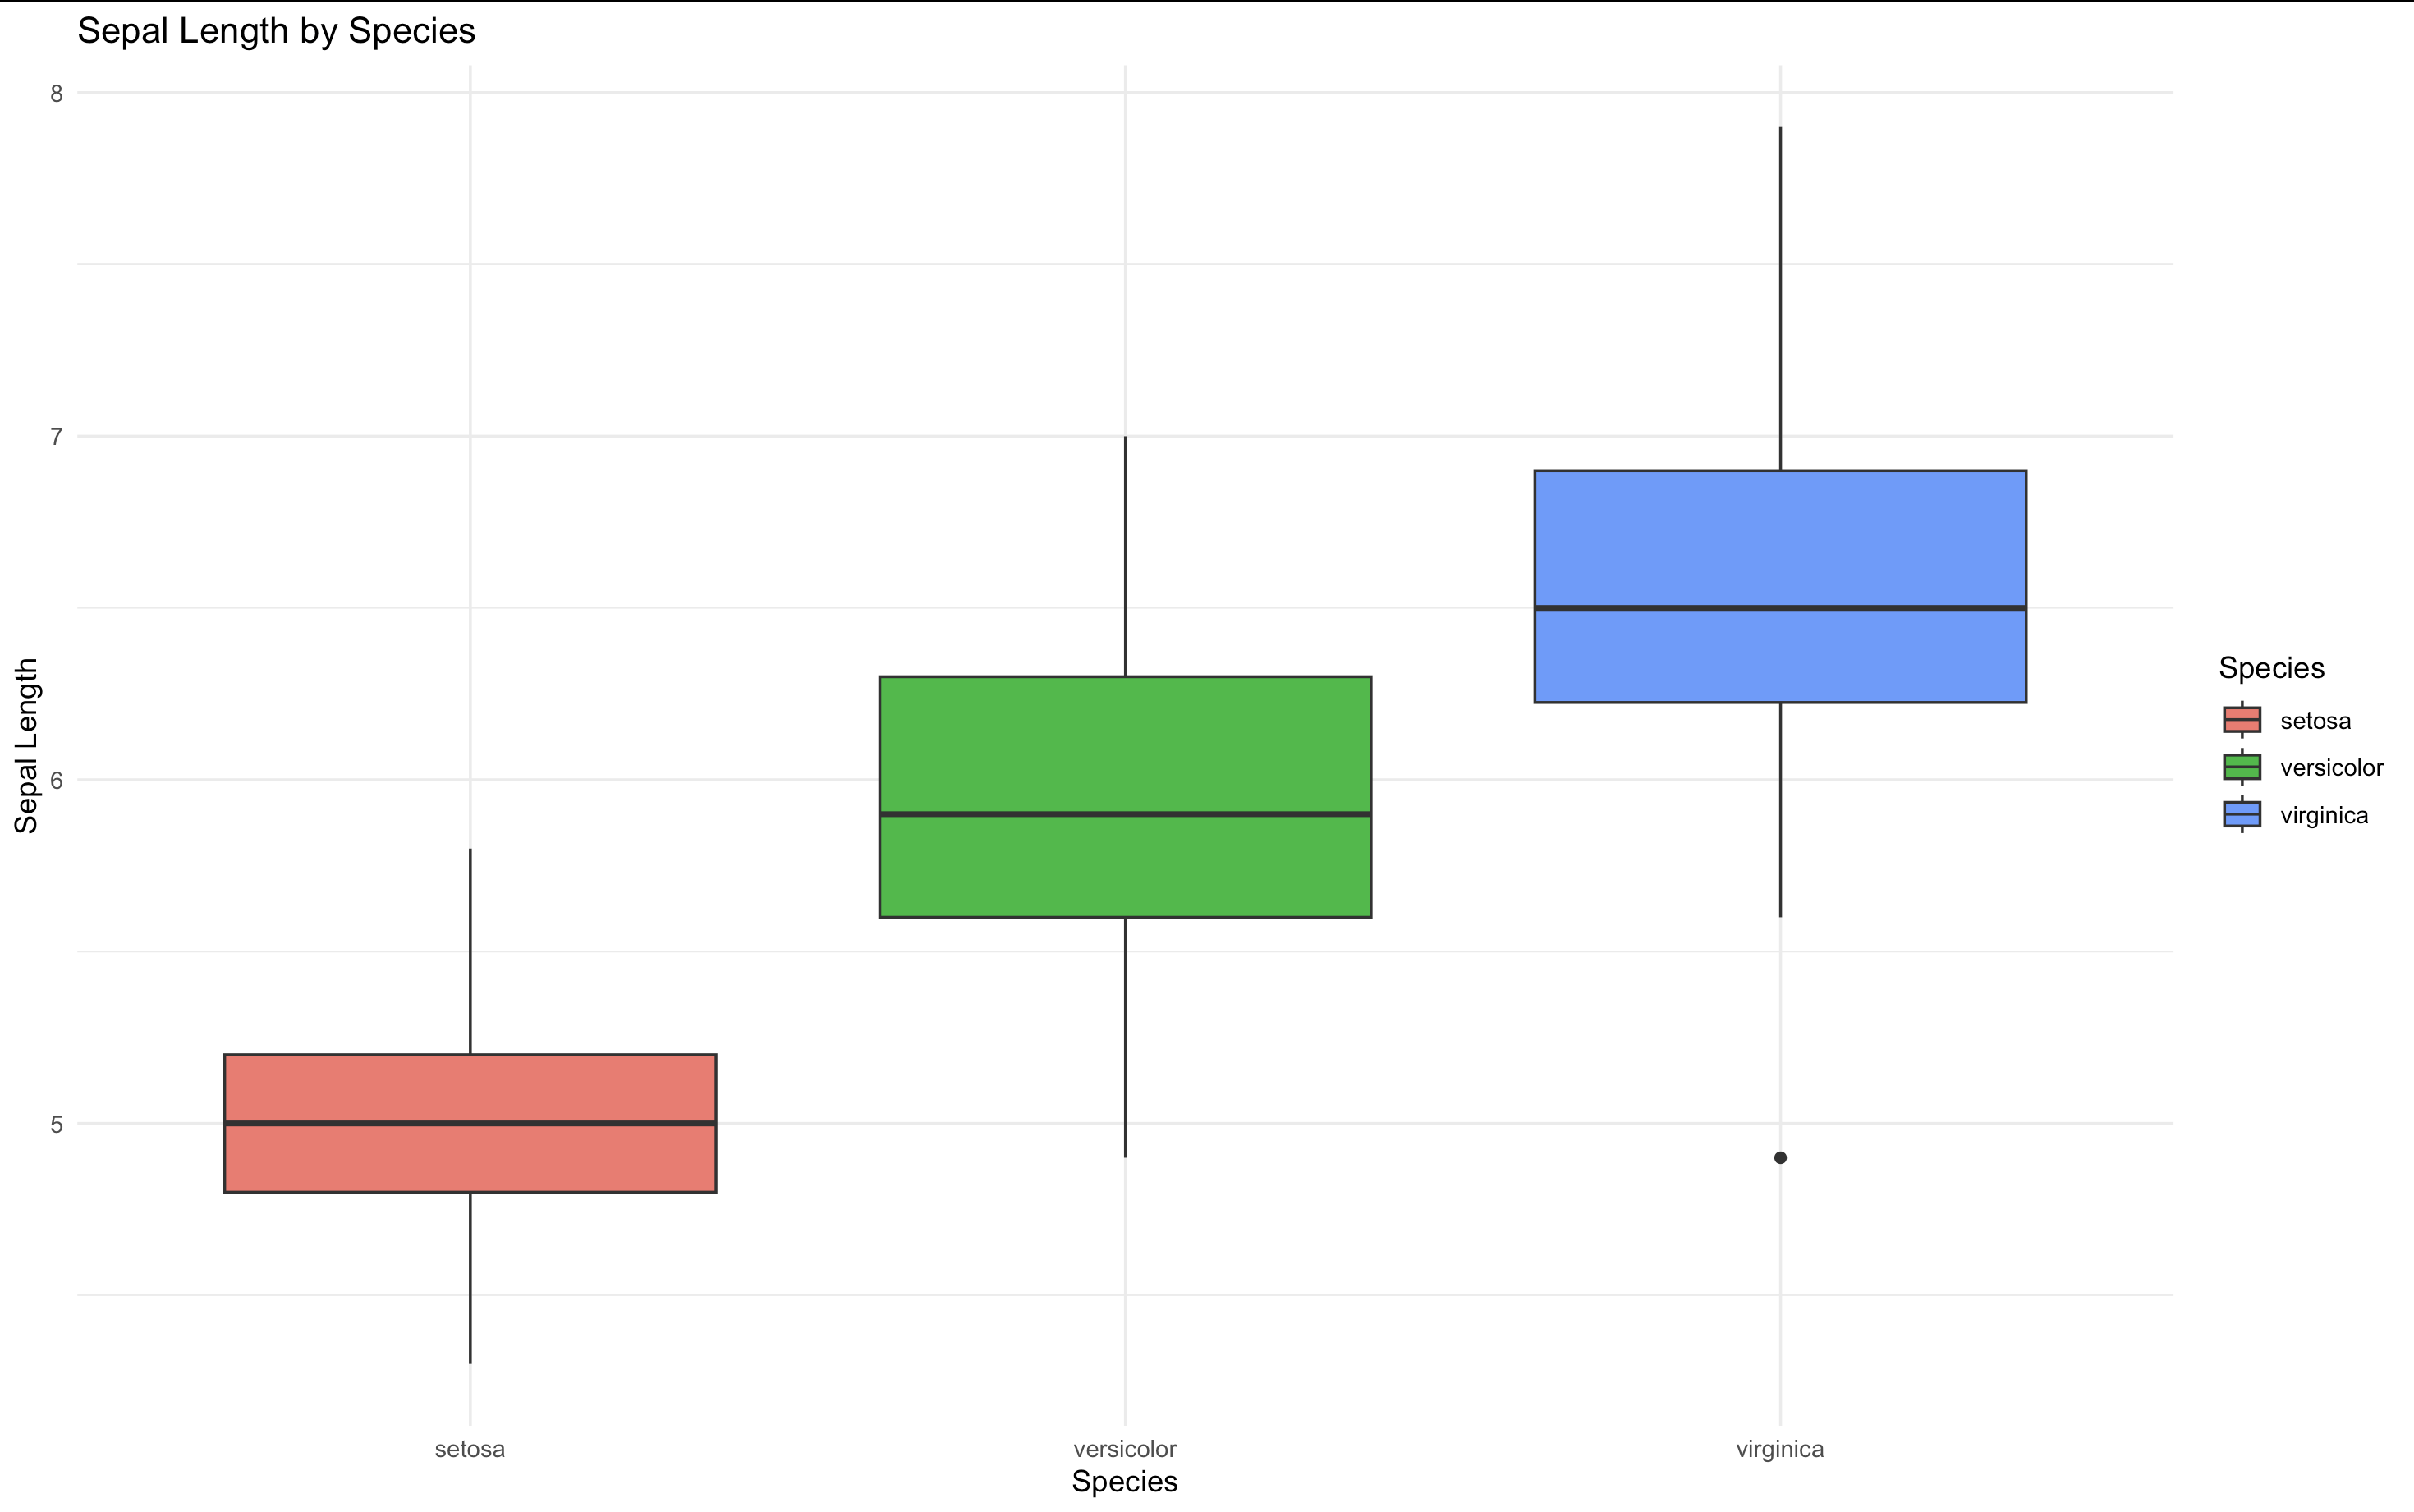 Sepal Length by Species
8
7
6
5
Sepal Length
setosa
versicolor
virginica
Species
Species
setosa
versicolor
virginica